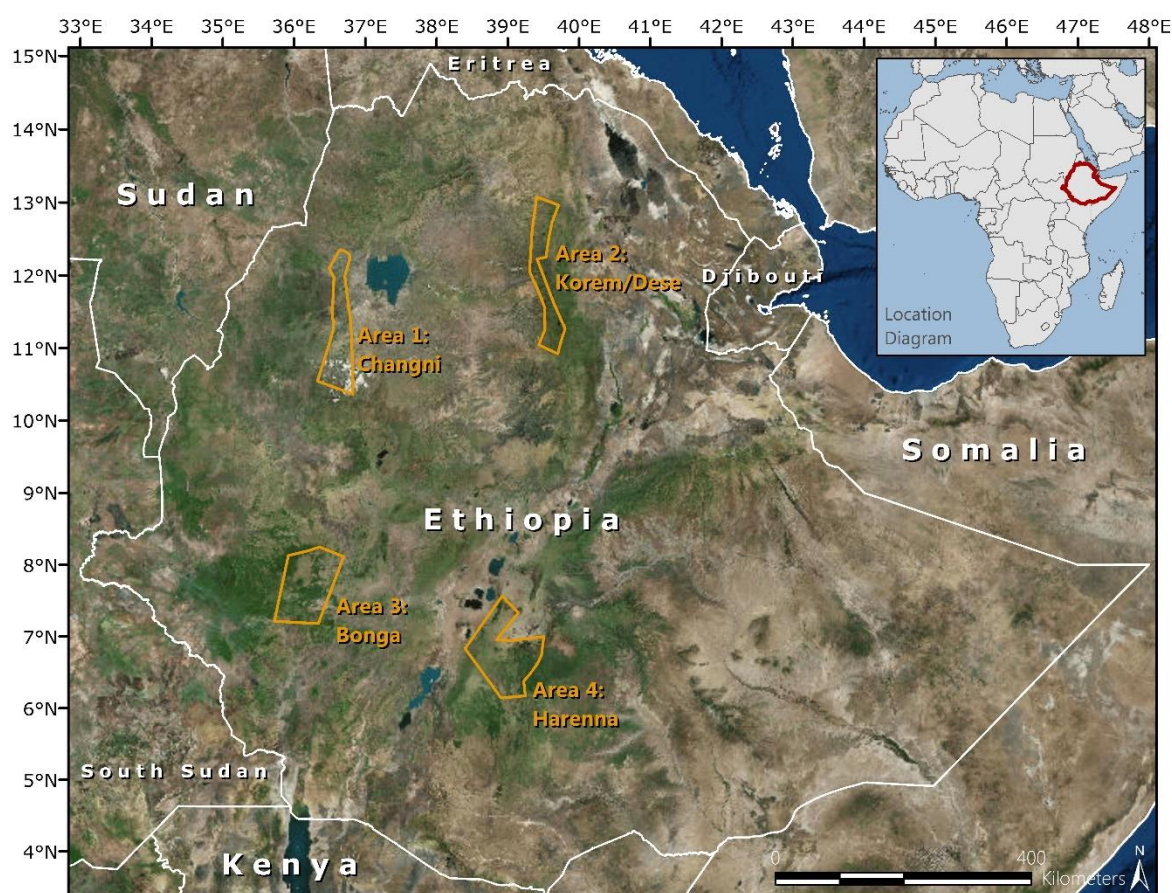 33°E 34°E 35°E 36°E 37°E 38°E 39°E 40°E 41°E 42°E 43°E 44°E 45°E 46°E 47°E 48°E
15°N
14°N
13°N
12°N
11°N
10°N
9°N
8°N
7°N
6°N
5°N
4°N
Eritrea
Sudan
Area 2:
Korem/Dese
Djibouti
Area 1:
Changni
Location
Diagram
Somalia
Ethiopia
Area 3:
Bonga
Area 4:
Harenna
South Sudan
Kenya
0 400
Kilometers
N